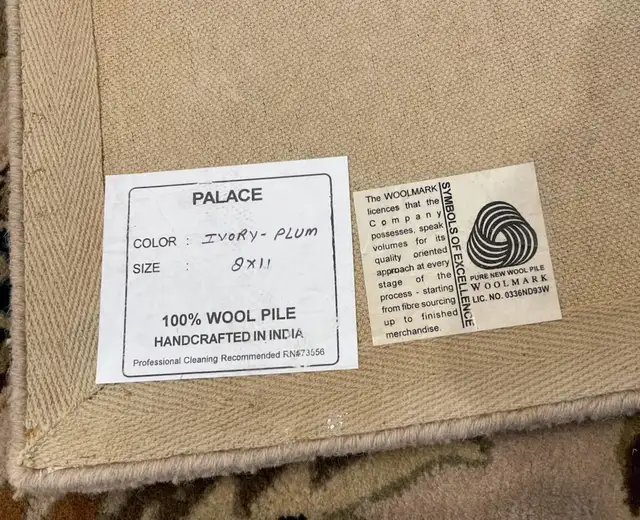 PALACE
COLOR : IVORY - PLUM
SIZE : 8X11
100% WOOL PILE
HANDCRAFTED IN INDIA
Professional Cleaning Recommended RN#73556
The WOOLMARK
licences that the
Company
possesses, speak
volumes for its
quality oriented
approach at every
stage of the
process - starting
from fibre sourcing
up to finished
merchandise.
SYMBOLS OF EXCELLENCE
PURE NEW WOOL PILE
WOOLMARK
LIC. NO. 0336ND93W